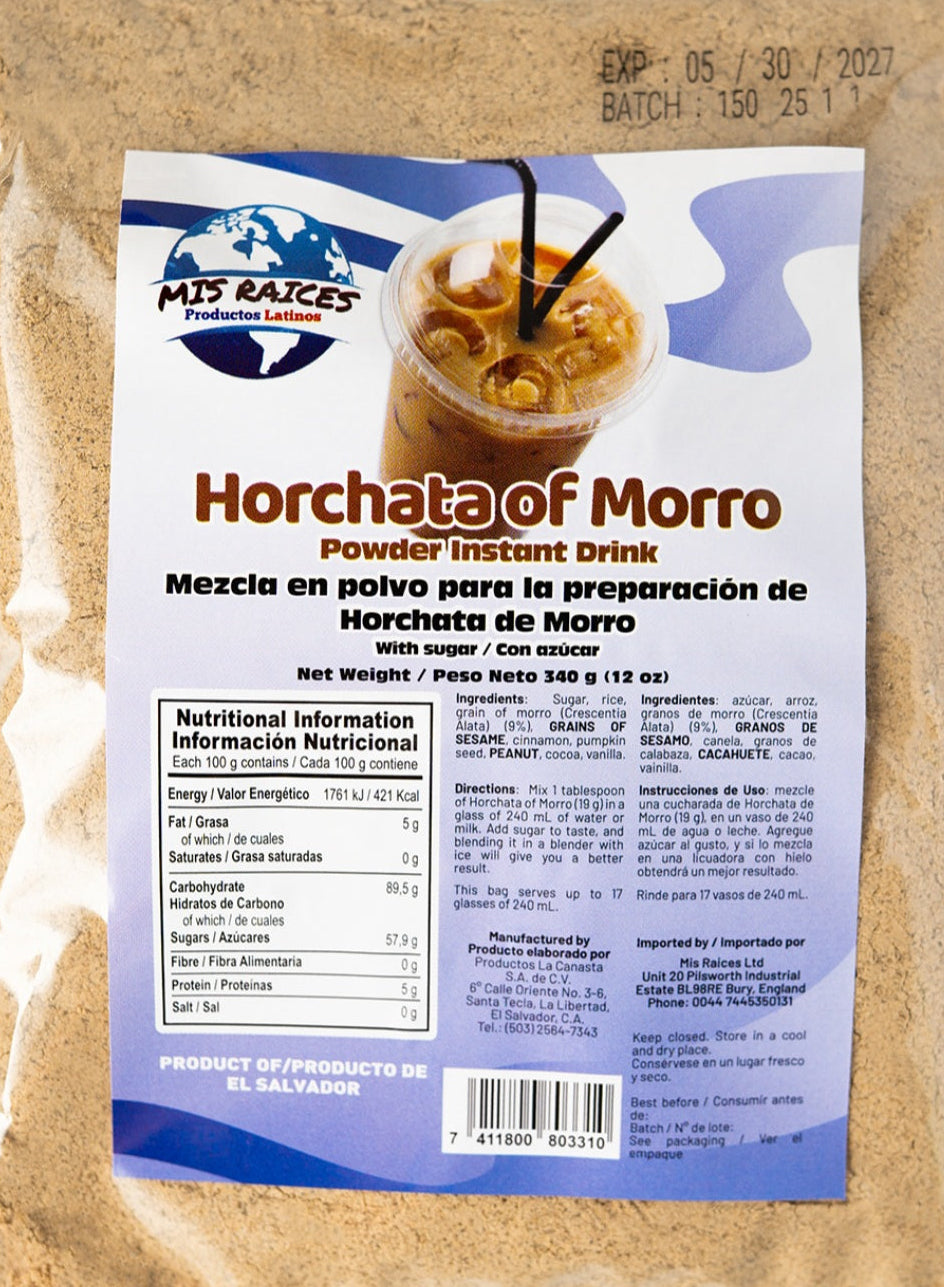 EXP : 05 / 30 / 2027
BATCH : 150 25 1 1
MIS RAICES
Productos Latinos
Horchata of Morro
Powder Instant Drink
Mezcla en polvo para la preparación de
Horchata de Morro
With sugar / Con azúcar
Net Weight / Peso Neto 340 g (12 oz)
Nutritional Information
Información Nutricional
Each 100 g contains / Cada 100 g contiene
Energy / Valor Energético 1761 kJ / 421 Kcal
Fat / Grasa 5 g
of which / de cuales
Saturates / Grasa saturadas 0 g
Carbohydrate 89,5 g
Hidratos de Carbono
of which / de cuales
Sugars / Azúcares 57,9 g
Fibre / Fibra Alimentaria 0 g
Protein / Proteinas 5 g
Salt / Sal 0 g
PRODUCT OF/PRODUCTO DE
EL SALVADOR
Ingredients: Sugar, rice,
grain of morro (Crescentia
Alata) (9%), GRAINS OF
SESAME, cinnamon, pumpkin
seed, PEANUT, cocoa, vanilla.
Directions: Mix 1 tablespoon
of Horchata of Morro (19 g) in a
glass of 240 mL of water or
milk. Add sugar to taste, and
blending it in a blender with
ice will give you a better
result.
This bag serves up to 17
glasses of 240 mL.
Manufactured by
Producto elaborado por
Productos La Canasta
S.A. de C.V.
6° Calle Oriente No. 3-6,
Santa Tecla, La Libertad,
El Salvador, C.A.
Tel.: (503) 2564-7343
7 411800 803310
Ingredientes: azúcar, arroz,
granos de morro (Crescentia
Alata) (9%), GRANOS DE
SESAMO, canela, granos de
calabaza, CACAHUETE, cacao,
vainilla.
Instrucciones de Uso: mezcle
una cucharada de Horchata de
Morro (19 g), en un vaso de 240
mL de agua o leche. Agregue
azúcar al gusto, y si lo mezcla
en una licuadora con hielo
obtendrá un mejor resultado.
Rinde para 17 vasos de 240 mL.
Imported by / Importado por
Mis Raices Ltd
Unit 20 Pilsworth Industrial
Estate BL98RE Bury, England
Phone: 0044 7445350131
Keep closed. Store in a cool
and dry place.
Consérvese en un lugar fresco
y seco.
Best before / Consumir antes
de:
Batch / N° de lote:
See packaging / Ver el
empaque